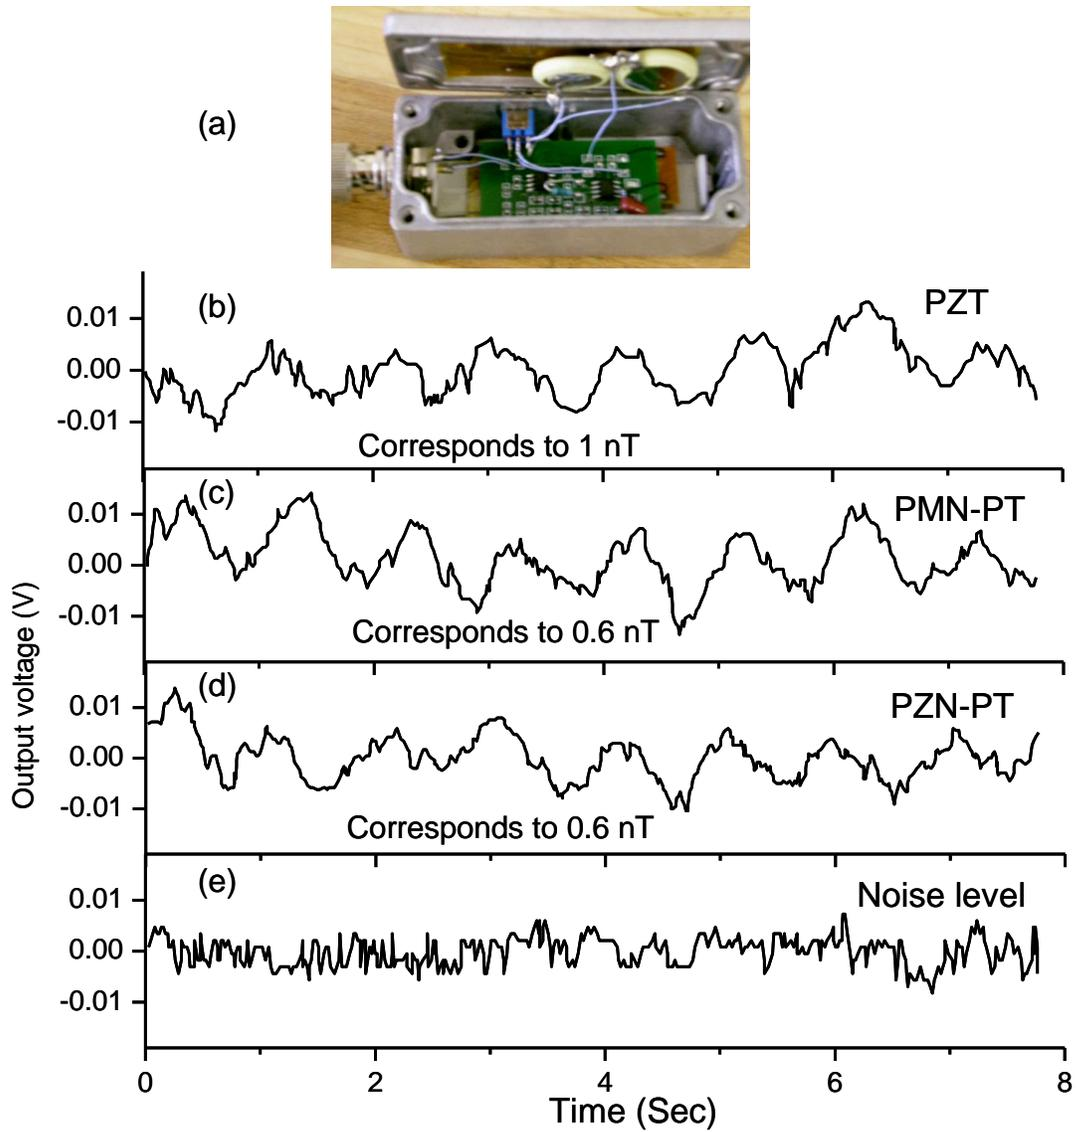 (a)
(b)
PZT
0.01
0.00
-0.01
Corresponds to 1 nT
(c)
PMN-PT
0.01
0.00
-0.01
Corresponds to 0.6 nT
(d)
PZN-PT
0.01
0.00
-0.01
Corresponds to 0.6 nT
(e)
Noise level
0.01
0.00
-0.01
Output voltage (V)
0 2 4 6 8
Time (Sec)